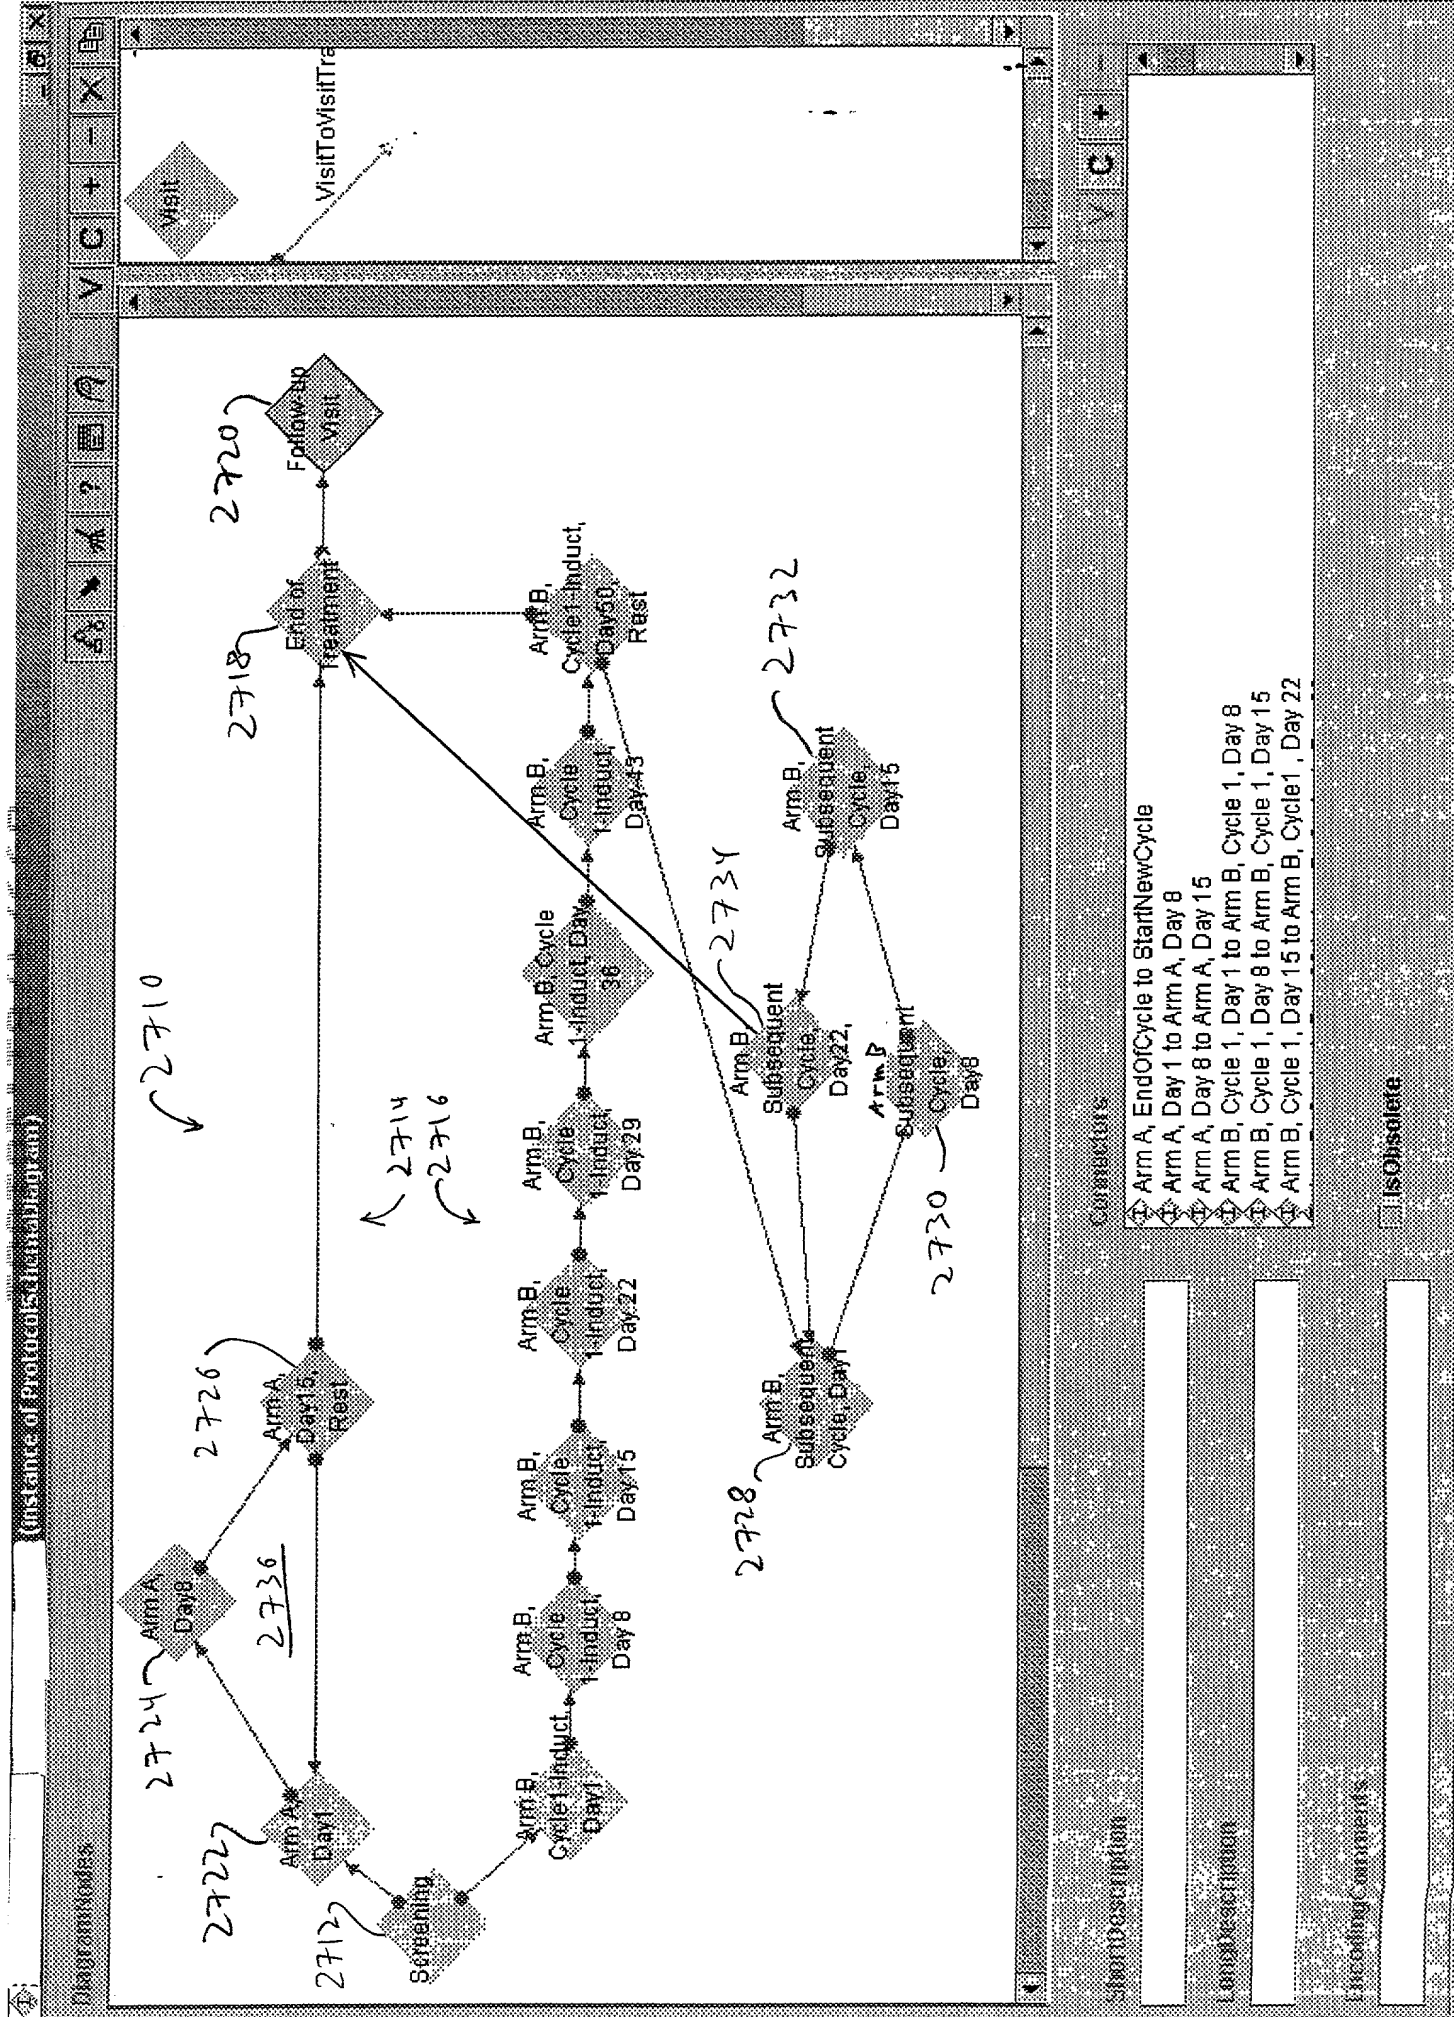 (Instance of ProtocolSchemaDiagram)
DiagramNodes
V C + - X
?
2710
2712
Screening
2722
Arm A,
Day1
2724
Arm A,
Day8
2736
2726
Arm A,
Day15,
Rest
2714
2716
2718
End of
Treatment
2720
Follow-up
Visit
Arm B,
Cycle1-Induct,
Day1
Arm B,
Cycle
1-Induct,
Day 8
Arm B,
Cycle
1-Induct,
Day 15
Arm B,
Cycle
1-Induct,
Day 22
Arm B,
Cycle
1-Induct,
Day 29
Arm B, Cycle
1-Induct, Day
36
Arm B,
Cycle
1-Induct,
Day 43
Arm B,
Cycle1-Induct,
Day50,
Rest
2728
Arm B,
Subsequent
Cycle, Day1
2730
Arm B
Subsequent
Cycle,
Day8
2732
Arm B,
Subsequent
Cycle,
Day15
2734
Arm B,
Subsequent
Cycle,
Day22,
Visit
VisitToVisitTra
ShortDescription
LongDescription
EncodingComments
Connectors
V C + -
Arm A, EndOfCycle to StartNewCycle
Arm A, Day 1 to Arm A, Day 8
Arm A, Day 8 to Arm A, Day 15
Arm B, Cycle 1, Day 1 to Arm B, Cycle 1, Day 8
Arm B, Cycle 1, Day 8 to Arm B, Cycle 1, Day 15
Arm B, Cycle 1, Day 15 to Arm B, Cycle1 , Day 22
IsObsolete